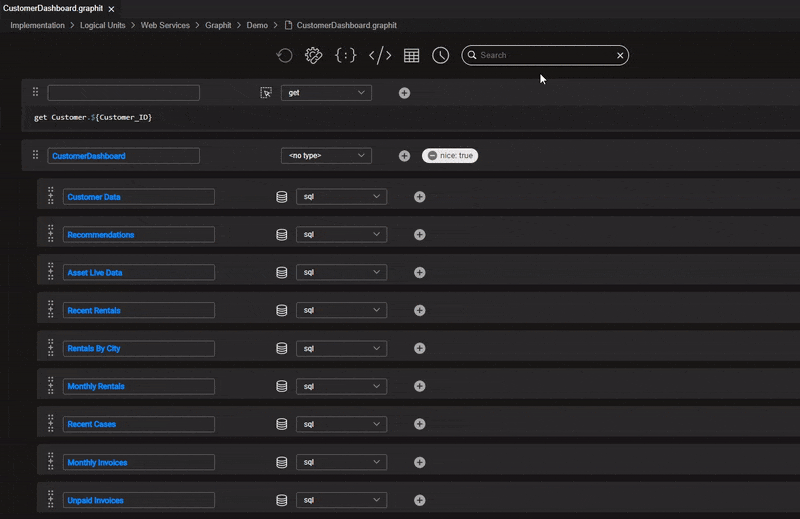 CustomerDashboard.graphit
Implementation > Logical Units > Web Services > Graphit > Demo > CustomerDashboard.graphit
Search
get
get Customer.${Customer_ID}
CustomerDashboard <no type> nice: true
Customer Data sql
Recommendations sql
Asset Live Data sql
Recent Rentals sql
Rentals By City sql
Monthly Rentals sql
Recent Cases sql
Monthly Invoices sql
Unpaid Invoices sql